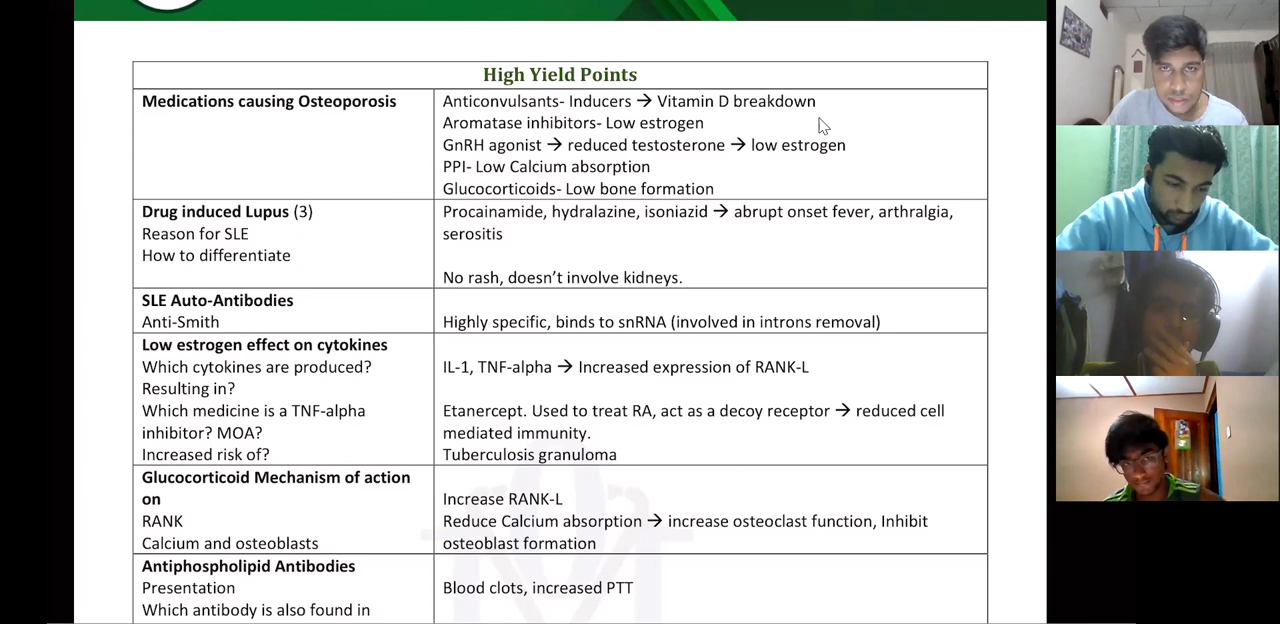 High Yield Points
Medications causing Osteoporosis
Anticonvulsants- Inducers → Vitamin D breakdown
Aromatase inhibitors- Low estrogen
GnRH agonist → reduced testosterone → low estrogen
PPI- Low Calcium absorption
Glucocorticoids- Low bone formation
Drug induced Lupus (3)
Reason for SLE
How to differentiate
Procainamide, hydralazine, isoniazid → abrupt onset fever, arthralgia,
serositis
No rash, doesn't involve kidneys.
SLE Auto-Antibodies
Anti-Smith
Highly specific, binds to snRNA (involved in introns removal)
Low estrogen effect on cytokines
Which cytokines are produced?
Resulting in?
Which medicine is a TNF-alpha
inhibitor? MOA?
Increased risk of?
IL-1, TNF-alpha → Increased expression of RANK-L
Etanercept. Used to treat RA, act as a decoy receptor → reduced cell
mediated immunity.
Tuberculosis granuloma
Glucocorticoid Mechanism of action
on
RANK
Calcium and osteoblasts
Increase RANK-L
Reduce Calcium absorption → increase osteoclast function, Inhibit
osteoblast formation
Antiphospholipid Antibodies
Presentation
Which antibody is also found in
Blood clots, increased PTT